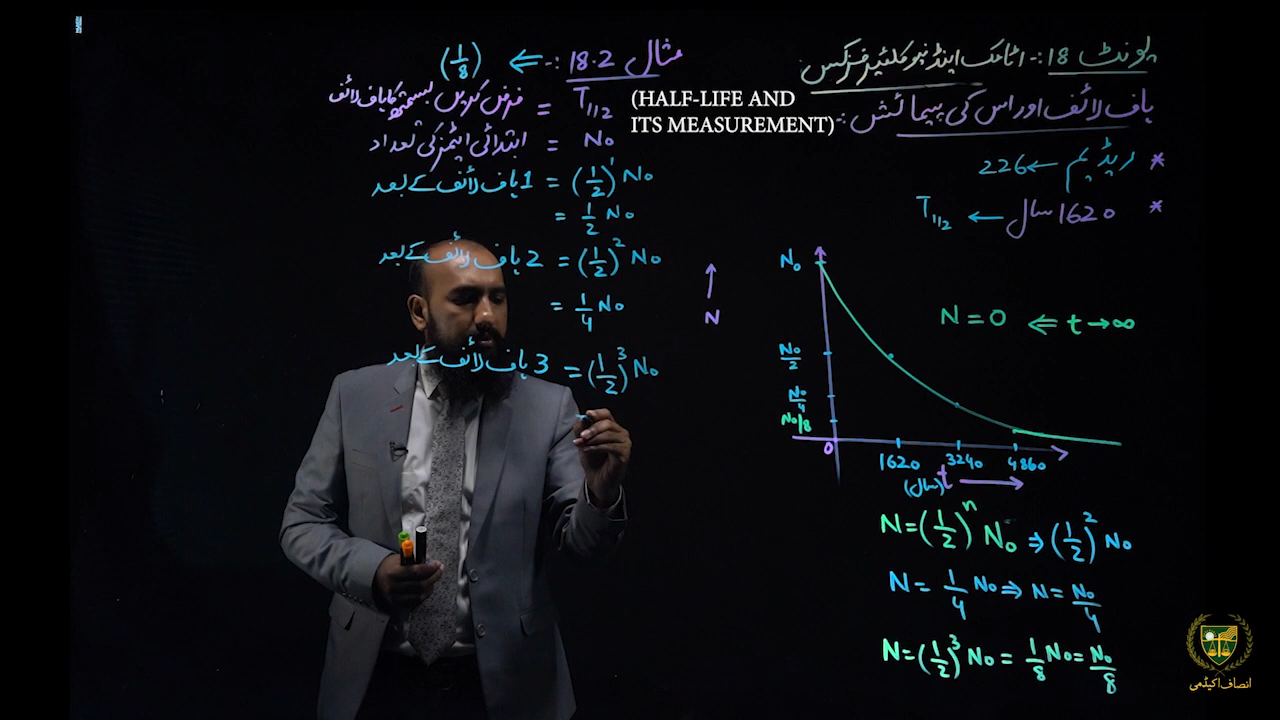 یونٹ 18:- اٹامک اینڈ نیوکلئیر فزکس
ہاف لائف اور اس کی پیمائش:-
(HALF-LIFE AND
ITS MEASUREMENT)
* ریڈیم ← 226
* 1620 سال ← T1/2
N₀
N₀/2
N₀/4
N₀/8
0
↑
N
1620 3240 4860
(سال) t →
N = 0 ⇐ t → ∞
N = (1/2)ⁿ N₀ ⇒ (1/2)² N₀
N = 1/4 N₀ ⇒ N = N₀/4
N = (1/2)³ N₀ = 1/8 N₀ = N₀/8
مثال 18.2 :- ⇐ (1/8)
فرض کریں بسمتھ کا ہاف لائف = T1/2
ابتدائی ایٹمز کی تعداد = N₀
1 ہاف لائف کے بعد = (1/2)¹ N₀
= 1/2 N₀
2 ہاف لائف کے بعد = (1/2)² N₀
= 1/4 N₀
3 ہاف لائف کے بعد = (1/2)³ N₀
انصاف اکیڈمی